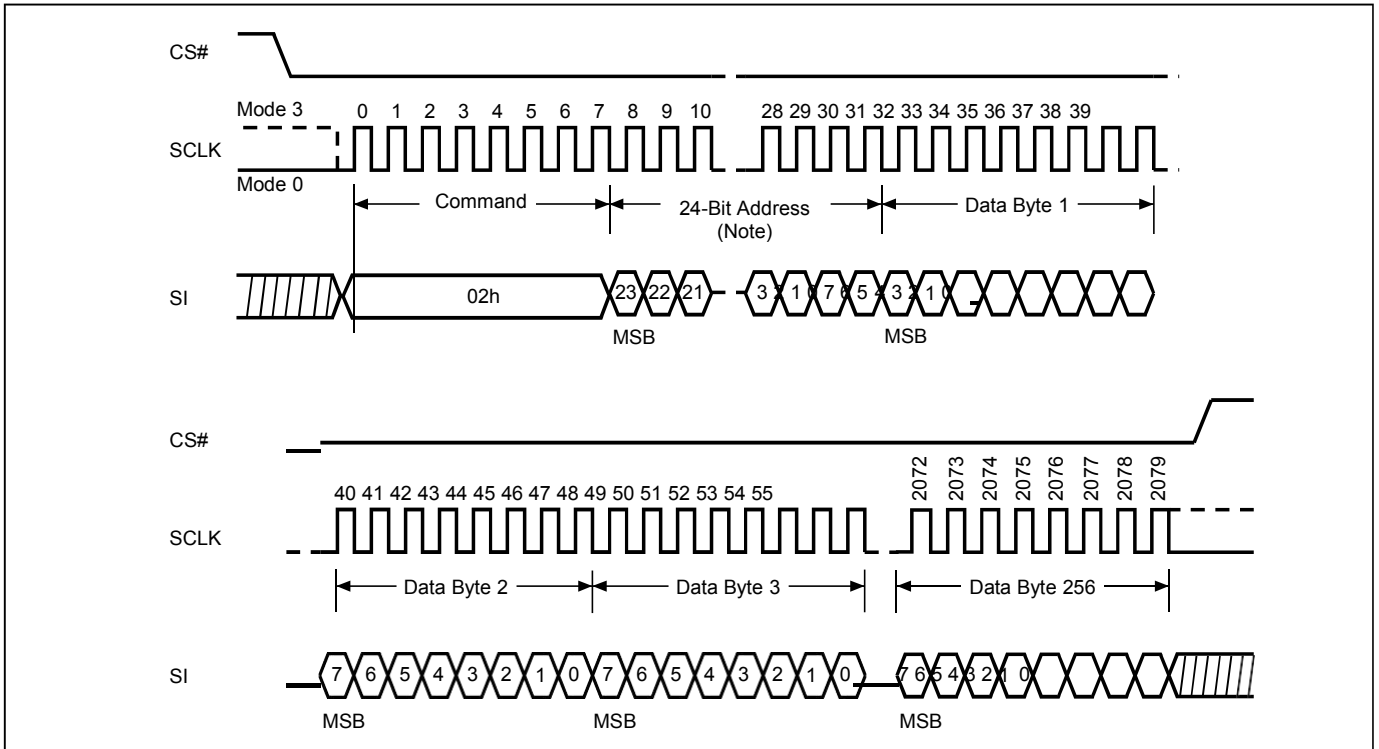 CS#
Mode 3
0 1 2 3 4 5 6 7 8 9 10 28 29 30 31 32 33 34 35 36 37 38 39
SCLK
Mode 0
Command 24-Bit Address Data Byte 1
(Note)
SI 02h 23 22 21 3 2 1 0 7 6 5 4 3 2 1 0
MSB MSB
CS#
2072 2073 2074 2075 2076 2077 2078 2079
40 41 42 43 44 45 46 47 48 49 50 51 52 53 54 55
SCLK
Data Byte 2 Data Byte 3 Data Byte 256
SI 7 6 5 4 3 2 1 0 7 6 5 4 3 2 1 0 7 6 5 4 3 2 1 0
MSB MSB MSB